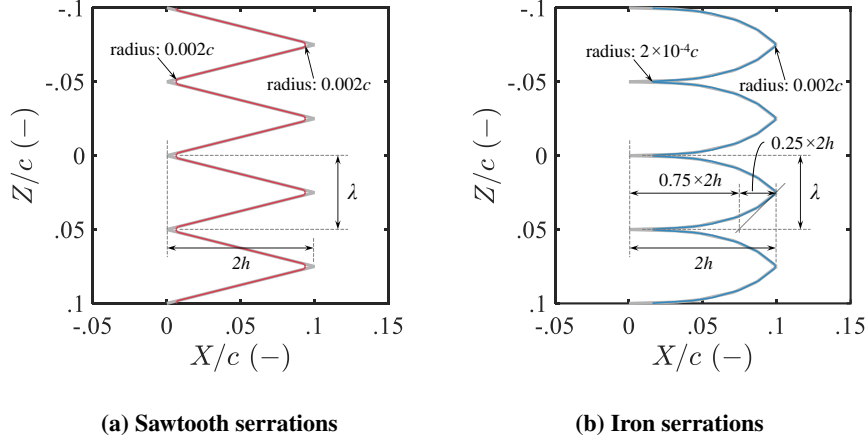 -.1
-.05
0
.05
.1
Z/c (−)
radius: 0.002c
radius: 0.002c
λ
2h
-.05 0 .05 .1 .15
X/c (−)
(a) Sawtooth serrations
-.1
-.05
0
.05
.1
Z/c (−)
radius: 2×10-4c
radius: 0.002c
0.25×2h
0.75×2h
λ
2h
-.05 0 .05 .1 .15
X/c (−)
(b) Iron serrations